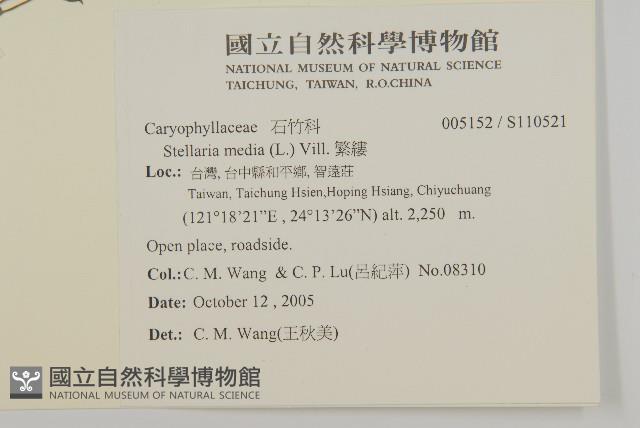 國立自然科學博物館
NATIONAL MUSEUM OF NATURAL SCIENCE
TAICHUNG, TAIWAN, R.O.CHINA
Caryophyllaceae 石竹科 005152 / S110521
Stellaria media (L.) Vill. 繁縷
Loc.: 台灣, 台中縣和平鄉, 智遠莊
Taiwan, Taichung Hsien,Hoping Hsiang, Chiyuchuang
(121°18’21”E , 24°13’26”N) alt. 2,250 m.
Open place, roadside.
Col.: C. M. Wang & C. P. Lu(呂紀萍) No.08310
Date: October 12 , 2005
Det.: C. M. Wang(王秋美)
國立自然科學博物館
NATIONAL MUSEUM OF NATURAL SCIENCE